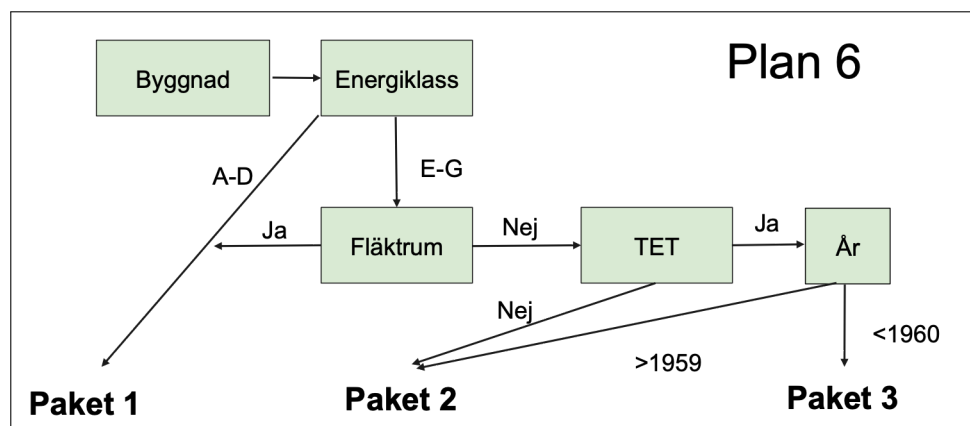 Plan 6
Byggnad
Energiklass
A-D
E-G
Ja
Fläktrum
Nej
TET
Ja
År
Nej
>1959
<1960
Paket 1
Paket 2
Paket 3